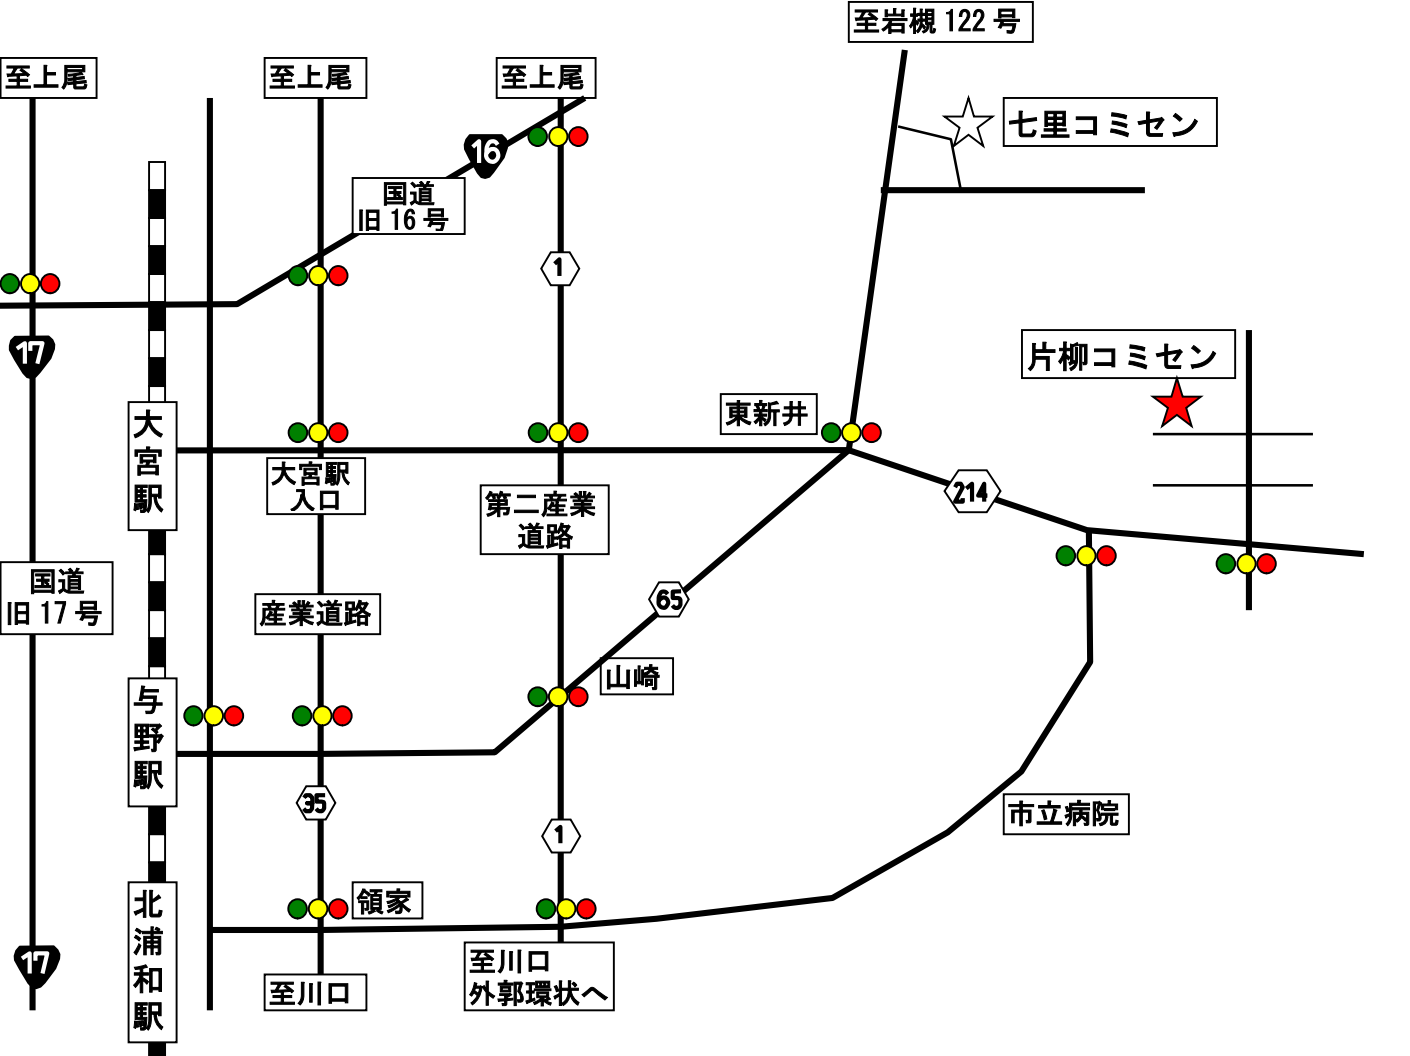 至岩槻 122 号
至上尾
至上尾
至上尾
七里コミセン
16
国道
旧 16 号
1
17
片柳コミセン
東新井
大宮駅
大宮駅
入口
第二産業
道路
214
国道
旧 17 号
産業道路
65
山崎
与野駅
35
1
市立病院
領家
北浦和駅
17
至川口
至川口
外郭環状へ